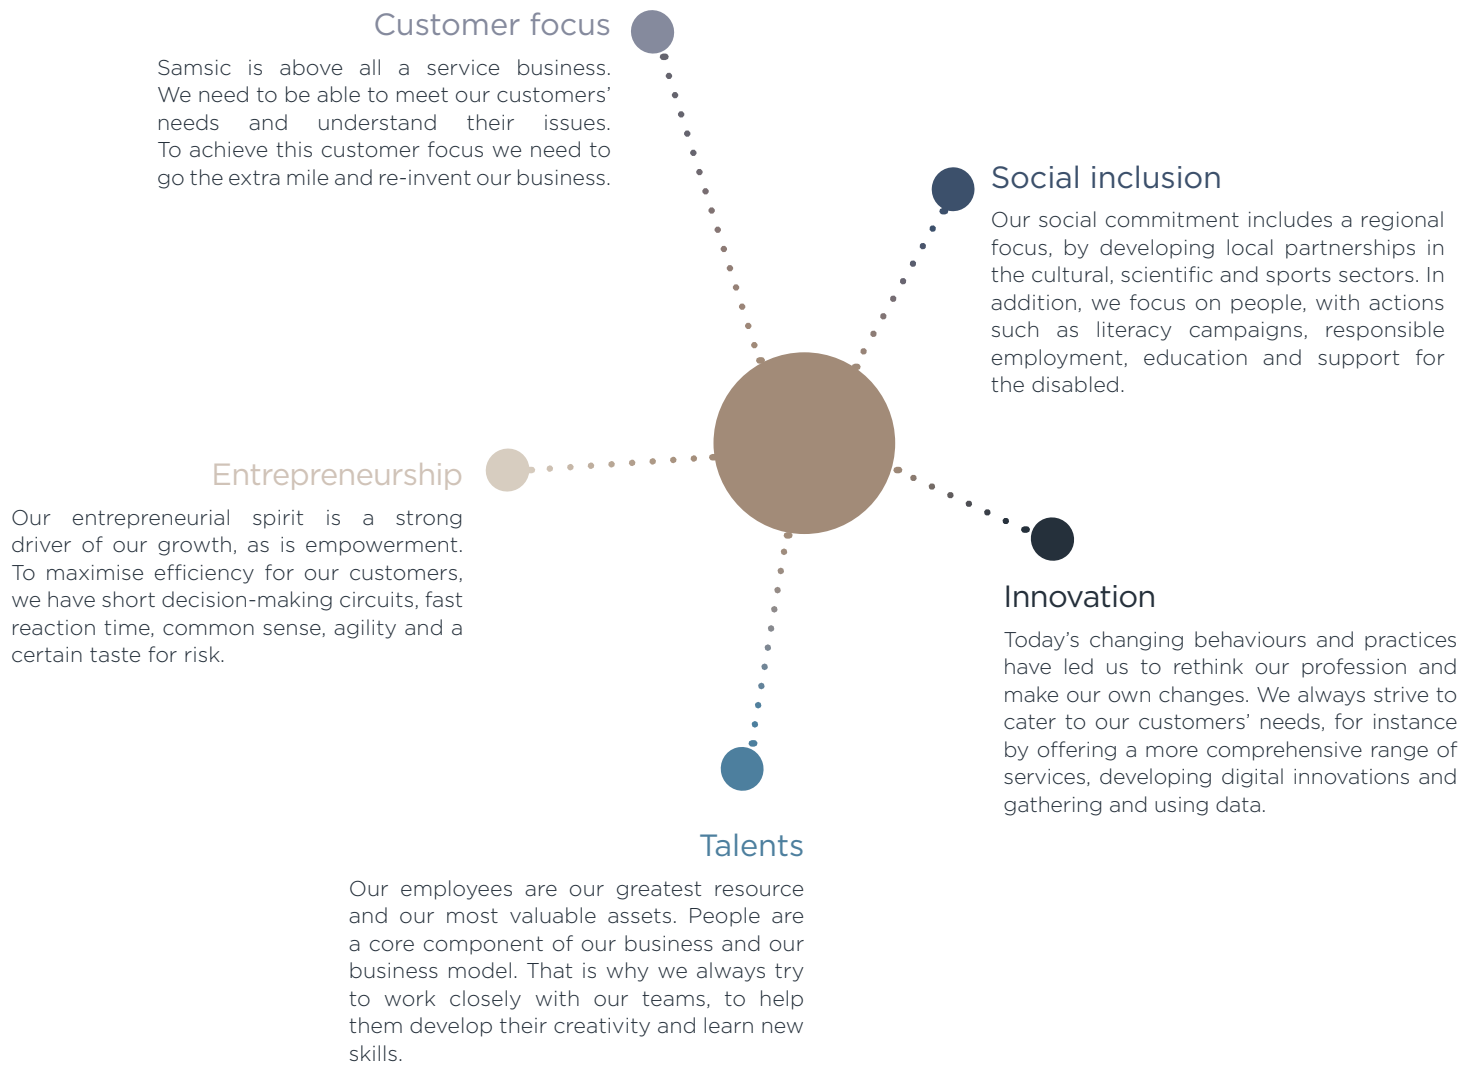 Customer focus
Samsic is above all a service business.
We need to be able to meet our customers’
needs and understand their issues.
To achieve this customer focus we need to
go the extra mile and re-invent our business.
Social inclusion
Our social commitment includes a regional
focus, by developing local partnerships in
the cultural, scientific and sports sectors. In
addition, we focus on people, with actions
such as literacy campaigns, responsible
employment, education and support for
the disabled.
Entrepreneurship
Our entrepreneurial spirit is a strong
driver of our growth, as is empowerment.
To maximise efficiency for our customers,
we have short decision-making circuits, fast
reaction time, common sense, agility and a
certain taste for risk.
Innovation
Today’s changing behaviours and practices
have led us to rethink our profession and
make our own changes. We always strive to
cater to our customers’ needs, for instance
by offering a more comprehensive range of
services, developing digital innovations and
gathering and using data.
Talents
Our employees are our greatest resource
and our most valuable assets. People are
a core component of our business and our
business model. That is why we always try
to work closely with our teams, to help
them develop their creativity and learn new
skills.